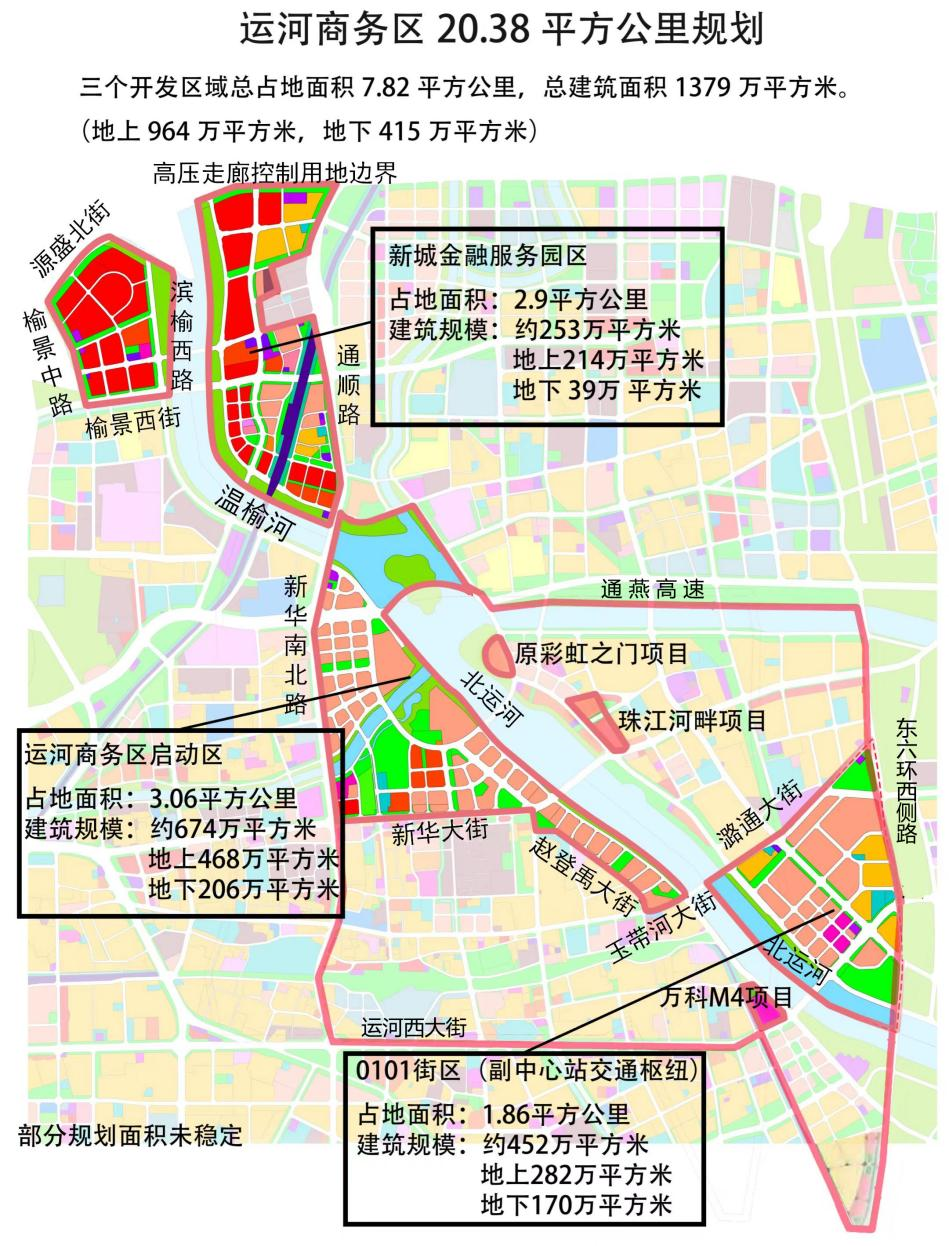 运河商务区 20.38 平方公里规划
三个开发区域总占地面积 7.82 平方公里，总建筑面积 1379 万平方米。
（地上 964 万平方米，地下 415 万平方米）
高压走廊控制用地边界
源盛北街
榆景中路
滨榆西路
榆景西街
通顺路
温榆河
新城金融服务园区
占地面积：2.9平方公里
建筑规模：约253万平方米
地上214万平方米
地下 39万 平方米
新华南北路
通燕高速
原彩虹之门项目
北运河
珠江河畔项目
东六环西侧路
运河商务区启动区
占地面积：3.06平方公里
建筑规模：约674万平方米
地上468万平方米
地下206万平方米
新华大街
潞通大街
赵登禹大街
玉带河大街
北运河
万科M4项目
运河西大街
0101街区（副中心站交通枢纽）
占地面积：1.86平方公里
建筑规模：约452万平方米
地上282万平方米
地下170万平方米
部分规划面积未稳定